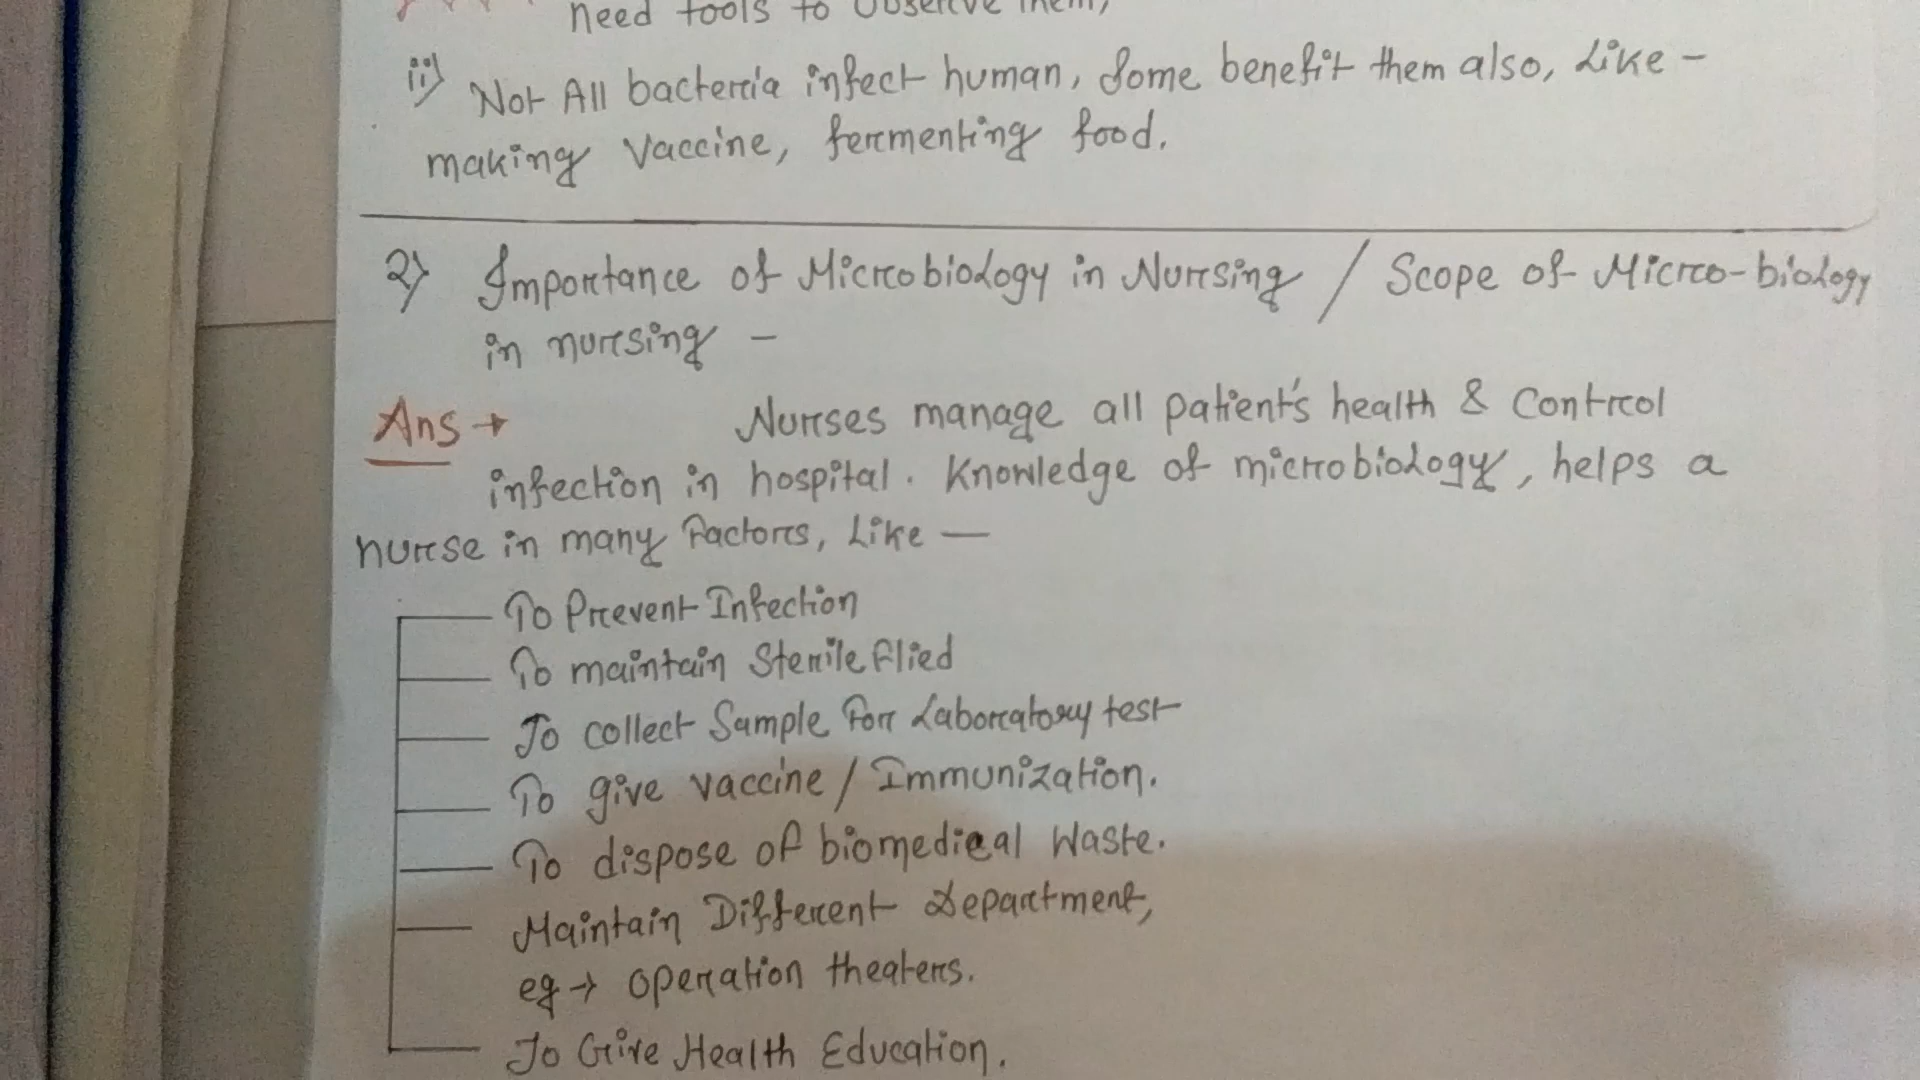 need tools to observe them,
ii) Not All bacteria infect human, Some benefit them also, Like -
making Vaccine, fermenting food.
2) Importance of Microbiology in Nursing / Scope of Micro-biology
in nursing -
Ans → Nurses manage all patient's health & Control
infection in hospital. Knowledge of microbiology, helps a
nurse in many Factors, Like —
To Prevent Infection
To maintain Sterile flied
To collect Sample For Laboratory test
To give vaccine / Immunization.
To dispose of biomedical Waste.
Maintain Different Department,
eg → operation theaters.
To Give Health Education.